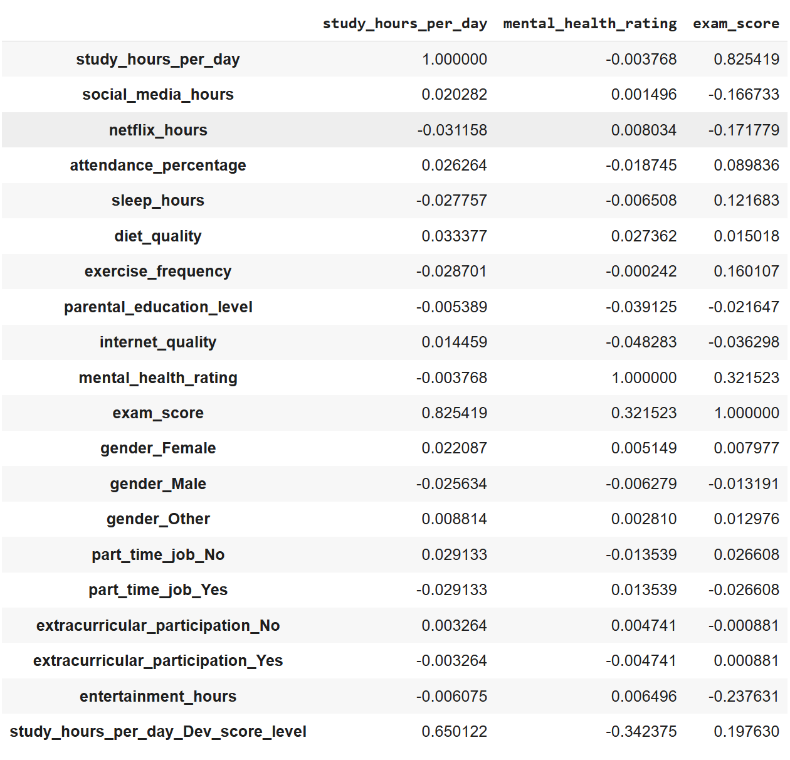 study_hours_per_day mental_health_rating exam_score
study_hours_per_day 1.000000 -0.003768 0.825419
social_media_hours 0.020282 0.001496 -0.166733
netflix_hours -0.031158 0.008034 -0.171779
attendance_percentage 0.026264 -0.018745 0.089836
sleep_hours -0.027757 -0.006508 0.121683
diet_quality 0.033377 0.027362 0.015018
exercise_frequency -0.028701 -0.000242 0.160107
parental_education_level -0.005389 -0.039125 -0.021647
internet_quality 0.014459 -0.048283 -0.036298
mental_health_rating -0.003768 1.000000 0.321523
exam_score 0.825419 0.321523 1.000000
gender_Female 0.022087 0.005149 0.007977
gender_Male -0.025634 -0.006279 -0.013191
gender_Other 0.008814 0.002810 0.012976
part_time_job_No 0.029133 -0.013539 0.026608
part_time_job_Yes -0.029133 0.013539 -0.026608
extracurricular_participation_No 0.003264 0.004741 -0.000881
extracurricular_participation_Yes -0.003264 -0.004741 0.000881
entertainment_hours -0.006075 0.006496 -0.237631
study_hours_per_day_Dev_score_level 0.650122 -0.342375 0.197630